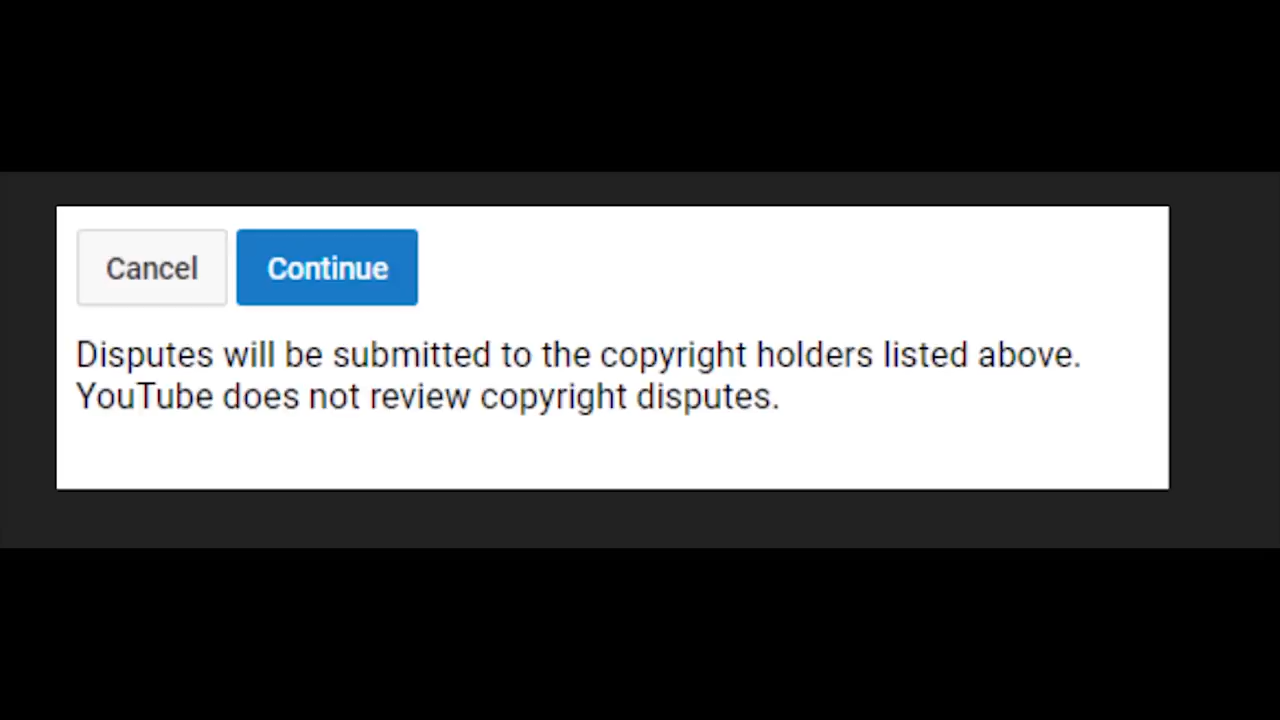 Cancel
Continue
Disputes will be submitted to the copyright holders listed above.
YouTube does not review copyright disputes.